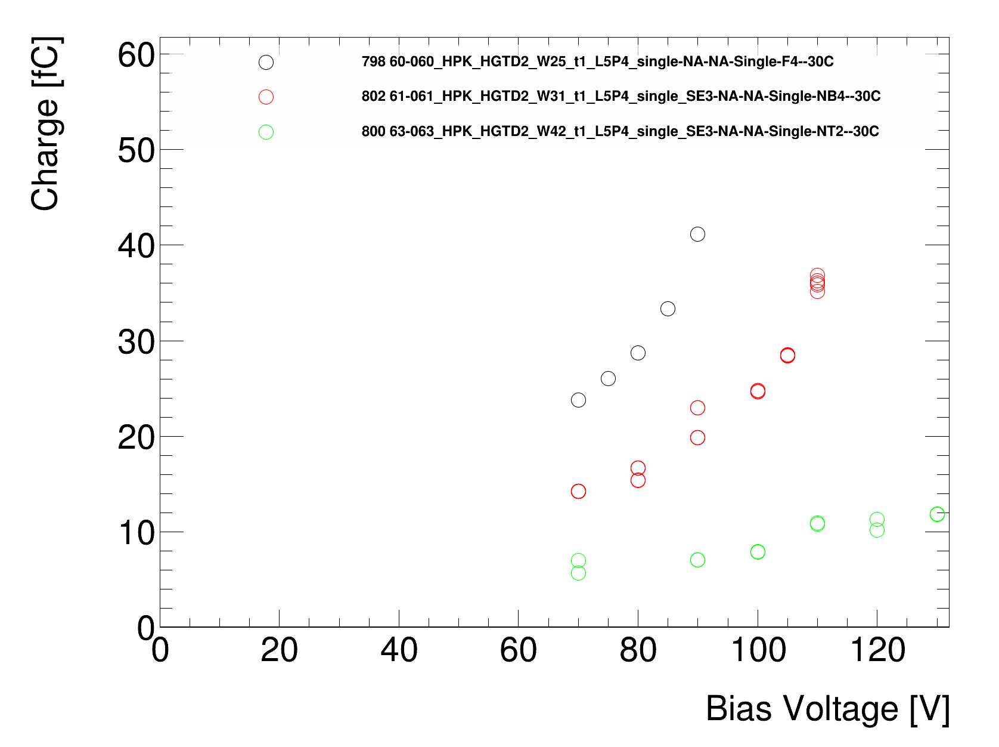 Charge [fC]
60
50
40
30
20
10
0
798 60-060_HPK_HGTD2_W25_t1_L5P4_single-NA-NA-Single-F4--30C
802 61-061_HPK_HGTD2_W31_t1_L5P4_single_SE3-NA-NA-Single-NB4--30C
800 63-063_HPK_HGTD2_W42_t1_L5P4_single_SE3-NA-NA-Single-NT2--30C
0 20 40 60 80 100 120
Bias Voltage [V]